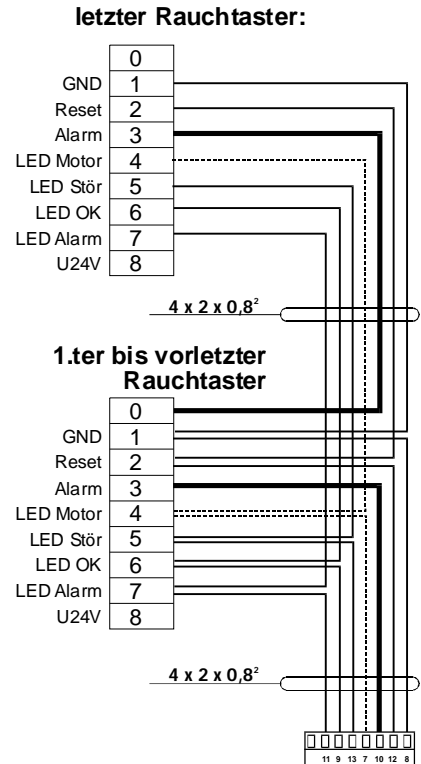 letzter Rauchtaster:
0
GND 1
Reset 2
Alarm 3
LED Motor 4
LED Stör 5
LED OK 6
LED Alarm 7
U24V 8
4 x 2 x 0,8²
1.ter bis vorletzter
Rauchtaster
0
GND 1
Reset 2
Alarm 3
LED Motor 4
LED Stör 5
LED OK 6
LED Alarm 7
U24V 8
4 x 2 x 0,8²
11 9 13 7 10 12 8